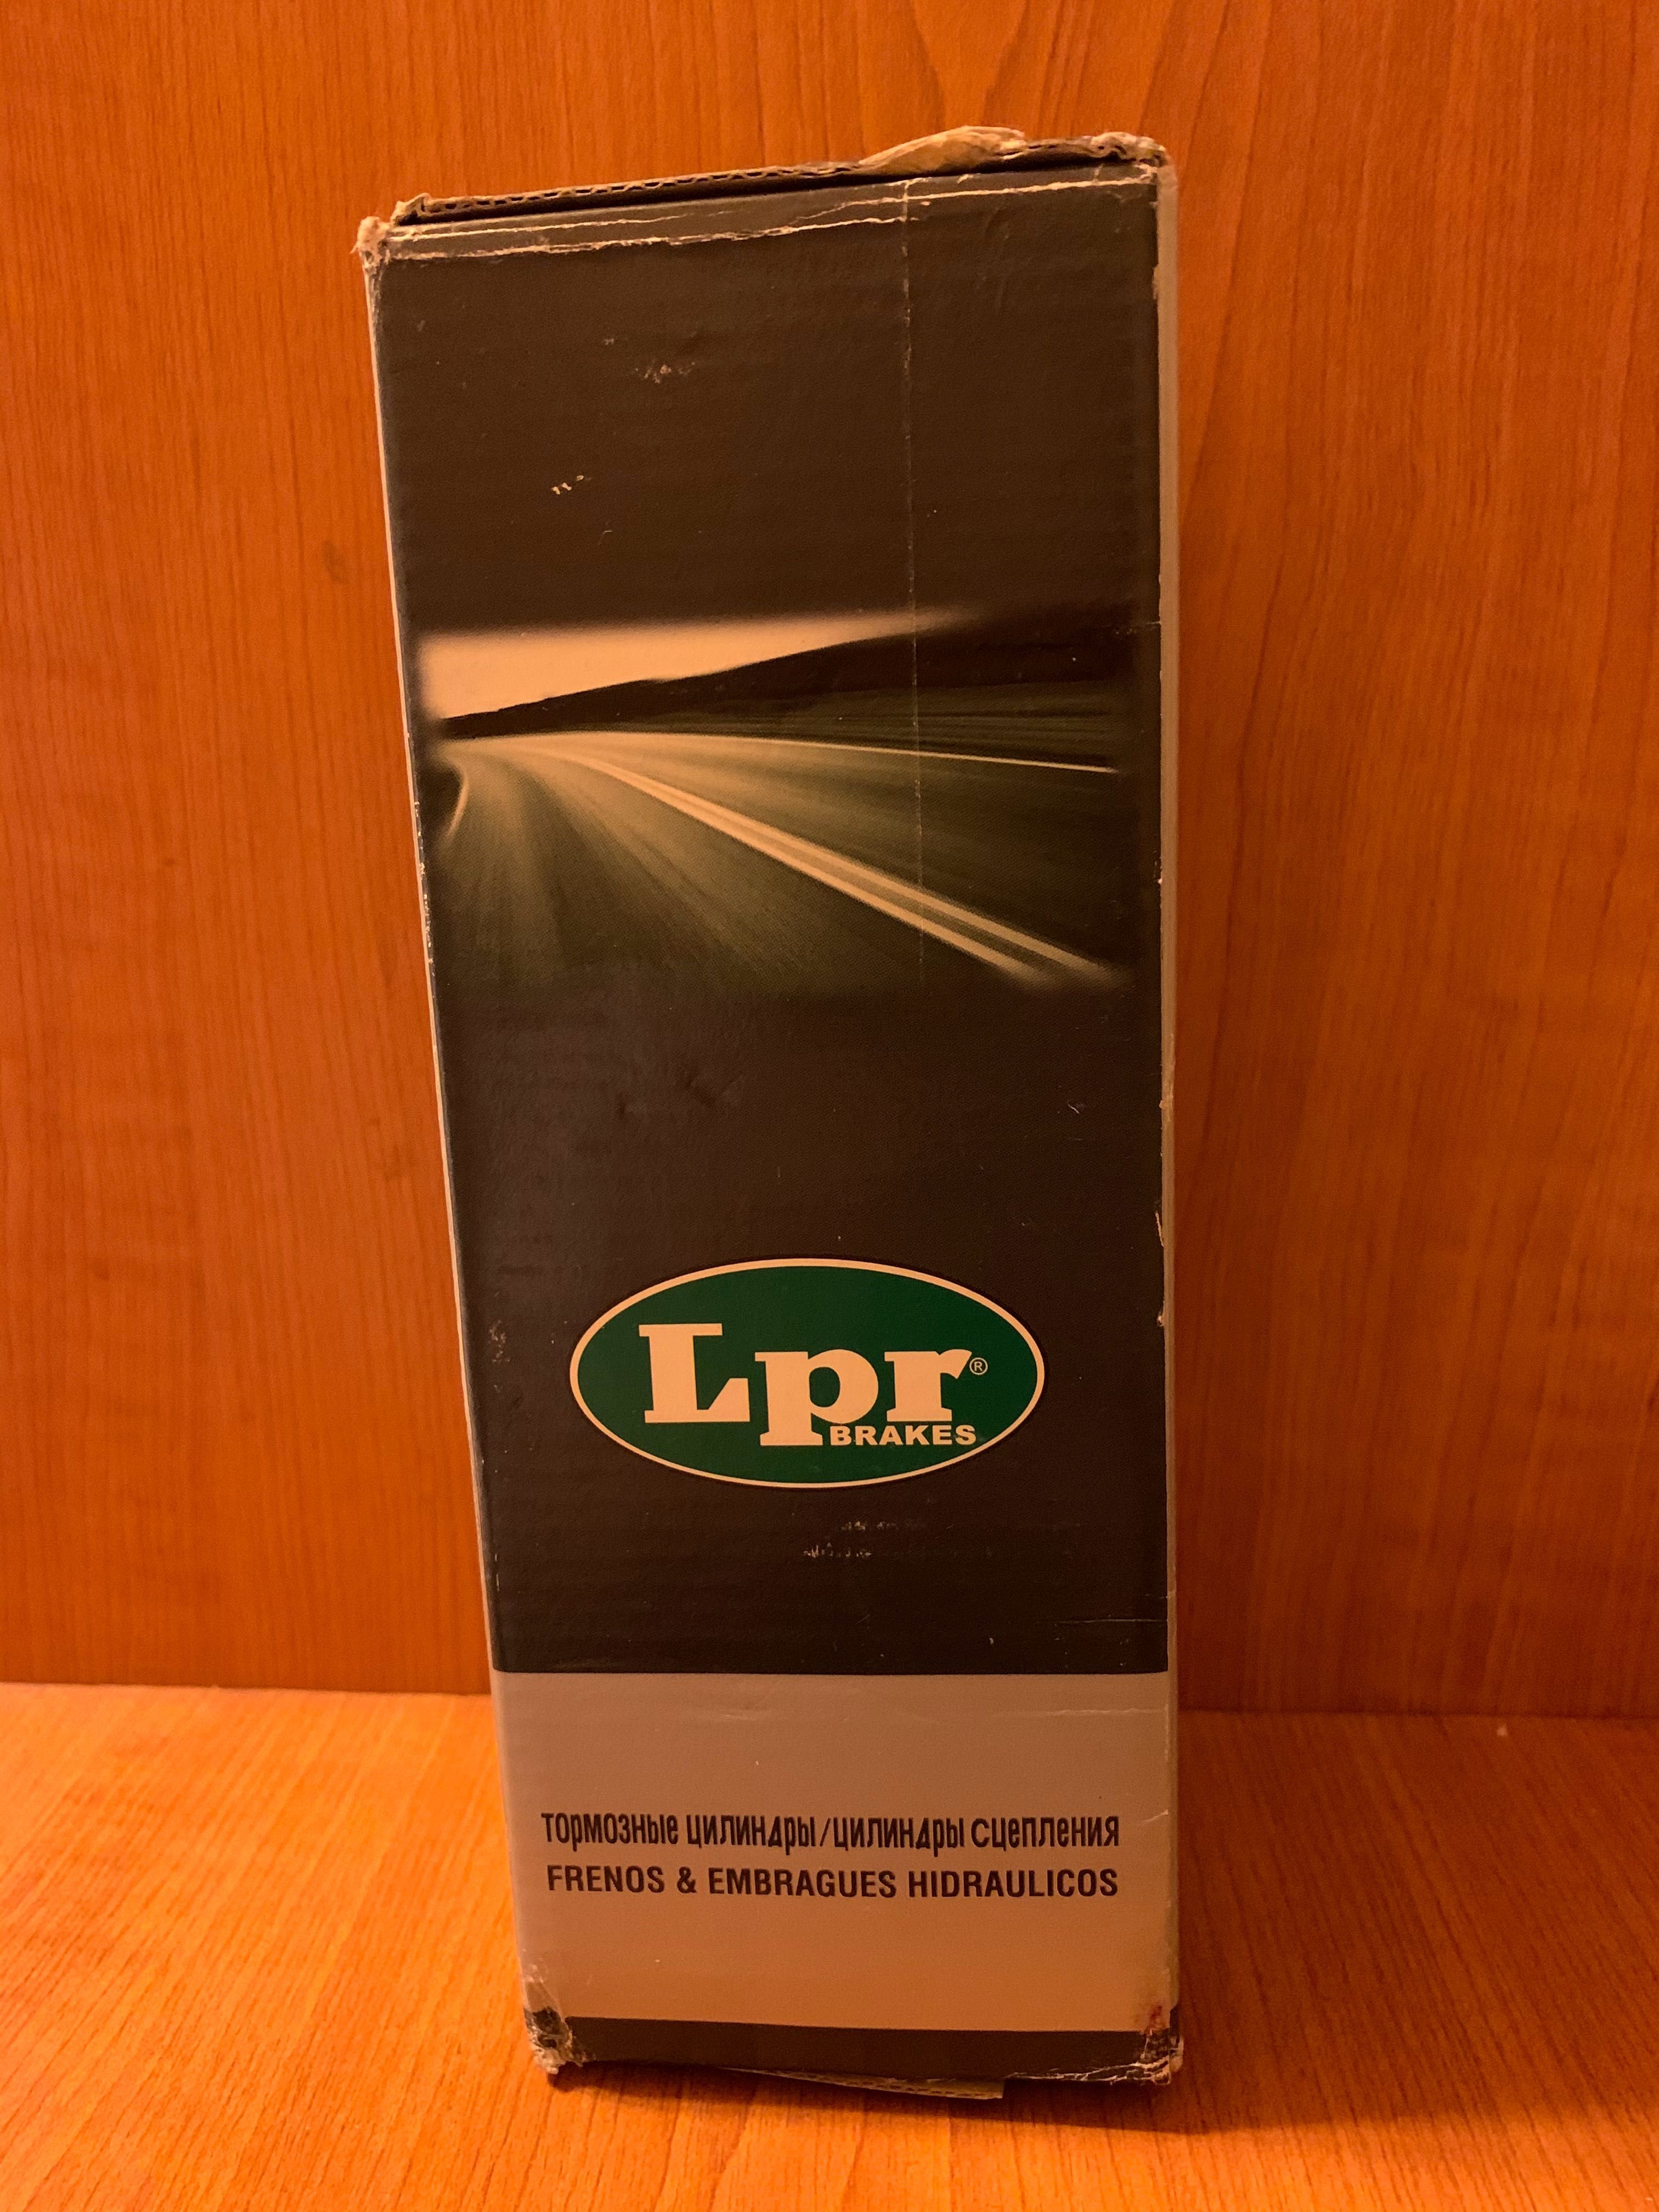 Lpr®
BRAKES
тормозные цилиндры/цилиндры сцепления
FRENOS & EMBRAGUES HIDRAULICOS